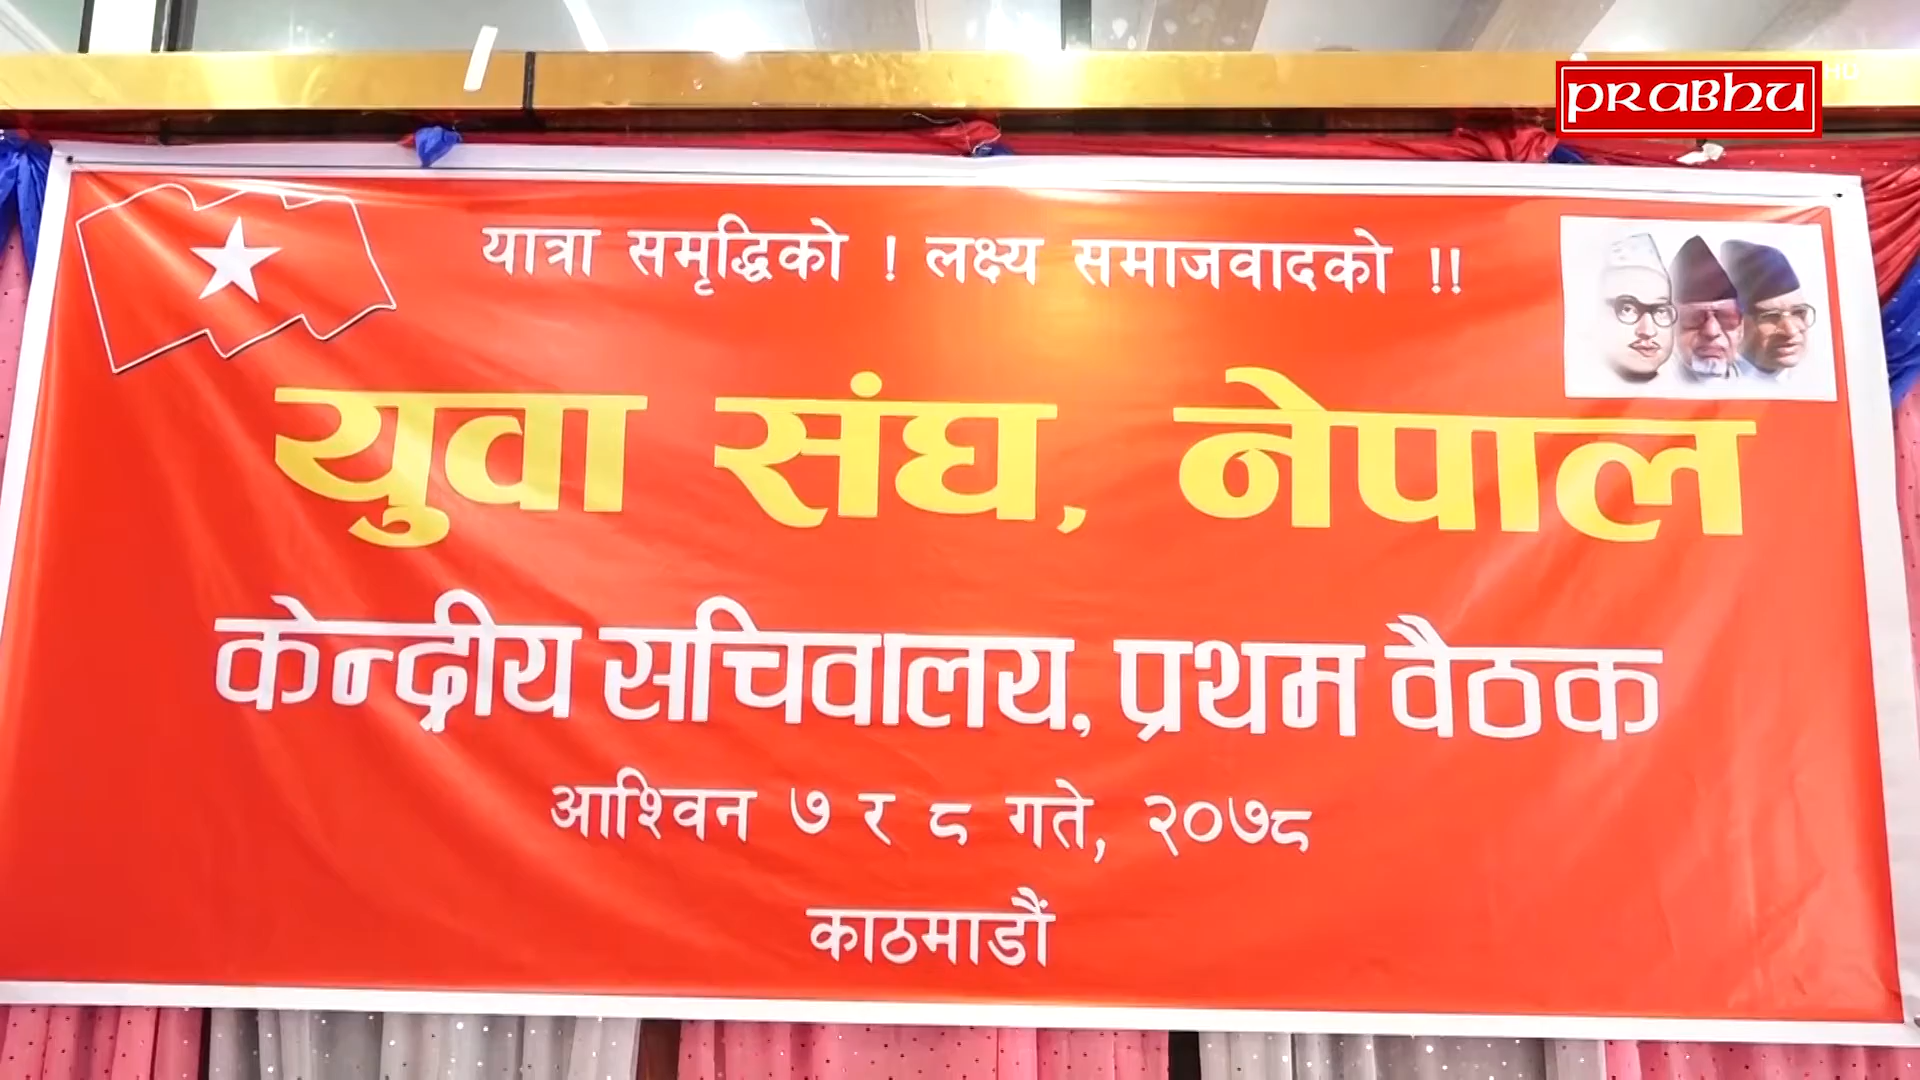 PRABHU
यात्रा समृद्धिको ! लक्ष्य समाजवादको !!
युवा संघ, नेपाल
केन्द्रीय सचिवालय, प्रथम बैठक
आश्विन ७ र ८ गते, २०७८
काठमाडौं